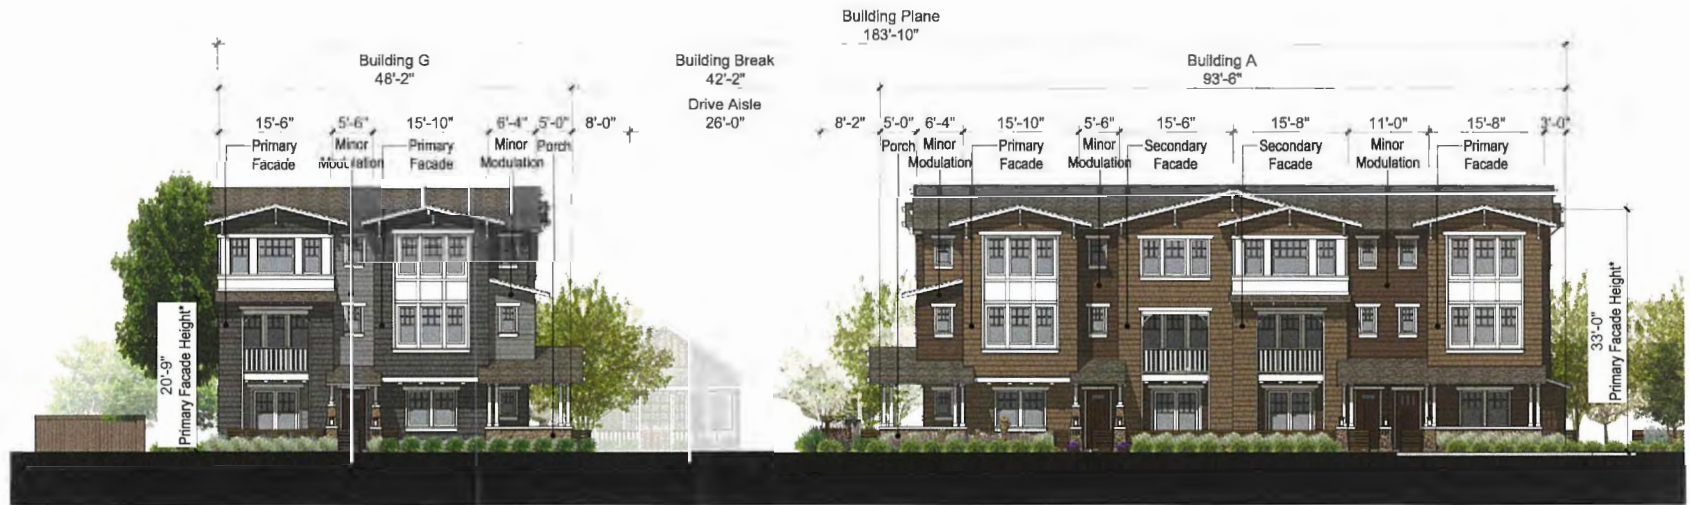 Building Plane
183'-10"
Building G
48'-2"
Building Break
42'-2"
Building A
93'-6"
Drive Aisle
26'-0"
15'-6"
5'-6"
15'-10"
6'-4"
5'-0"
8'-0"
8'-2"
5'-0"
6'-4"
15'-10"
5'-6"
15'-6"
15'-8"
11'-0"
15'-8"
3'-0"
Primary
Facade
Minor
Modulation
Primary
Facade
Minor
Modulation
Porch
Porch
Minor
Modulation
Primary
Facade
Minor
Modulation
Secondary
Facade
Secondary
Facade
Minor
Modulation
Primary
Facade
20'-9"
Primary Facade Height*
33'-0"
Primary Facade Height*